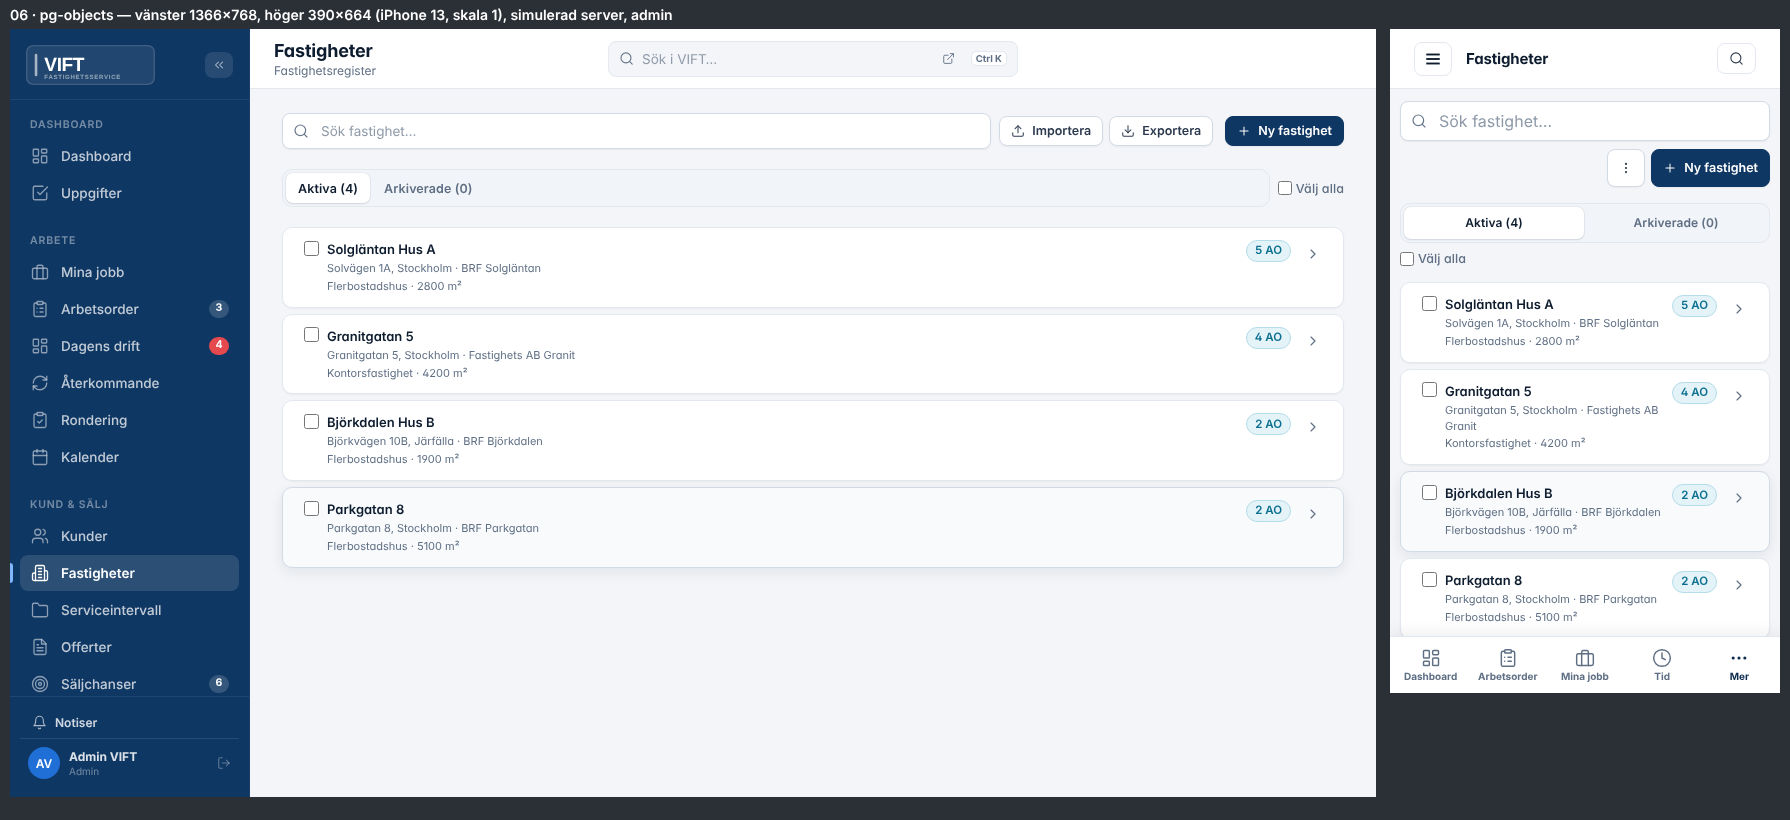 06 · pg-objects — vänster 1366×768, höger 390×664 (iPhone 13, skala 1), simulerad server, admin
VIFT
FASTIGHETSSERVICE
DASHBOARD
Dashboard
Uppgifter
ARBETE
Mina jobb
Arbetsorder 3
Dagens drift 4
Återkommande
Rondering
Kalender
KUND & SÄLJ
Kunder
Fastigheter
Serviceintervall
Offerter
Säljchanser 6
Notiser
AV
Admin VIFT
Admin
Fastigheter
Fastighetsregister
Sök i VIFT... Ctrl K
Sök fastighet...
Importera
Exportera
+ Ny fastighet
Aktiva (4) Arkiverade (0)
Välj alla
Solgläntan Hus A 5 AO
Solvägen 1A, Stockholm · BRF Solgläntan
Flerbostadshus · 2800 m²
Granitgatan 5 4 AO
Granitgatan 5, Stockholm · Fastighets AB Granit
Kontorsfastighet · 4200 m²
Björkdalen Hus B 2 AO
Björkvägen 10B, Järfälla · BRF Björkdalen
Flerbostadshus · 1900 m²
Parkgatan 8 2 AO
Parkgatan 8, Stockholm · BRF Parkgatan
Flerbostadshus · 5100 m²
Fastigheter
Sök fastighet...
+ Ny fastighet
Aktiva (4) Arkiverade (0)
Välj alla
Solgläntan Hus A 5 AO
Solvägen 1A, Stockholm · BRF Solgläntan
Flerbostadshus · 2800 m²
Granitgatan 5 4 AO
Granitgatan 5, Stockholm · Fastighets AB
Granit
Kontorsfastighet · 4200 m²
Björkdalen Hus B 2 AO
Björkvägen 10B, Järfälla · BRF Björkdalen
Flerbostadshus · 1900 m²
Parkgatan 8 2 AO
Parkgatan 8, Stockholm · BRF Parkgatan
Flerbostadshus · 5100 m²
Dashboard Arbetsorder Mina jobb Tid Mer